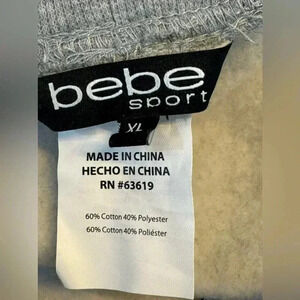 bebe
sport
XL
MADE IN CHINA
HECHO EN CHINA
RN #63619
60% Cotton 40% Polyester
60% Cotton 40% Poliéster